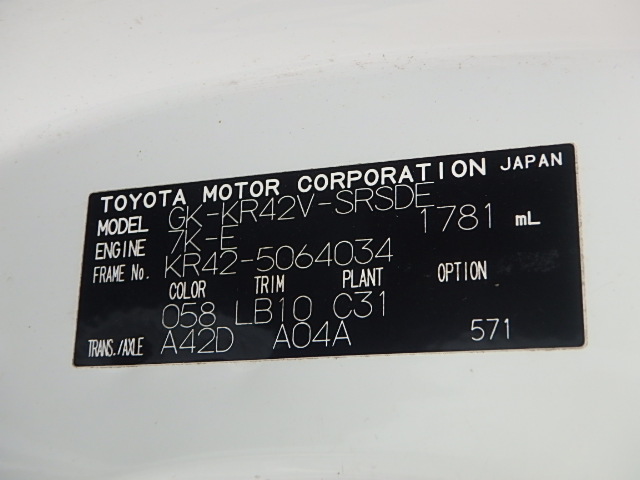 TOYOTA MOTOR CORPORATION JAPAN
MODEL GK-KR42V-SRSDE
ENGINE 7K-E 1781 mL
FRAME No. KR42-5064034
COLOR TRIM PLANT OPTION
058 LB10 C31
TRANS./AXLE A42D A04A 571